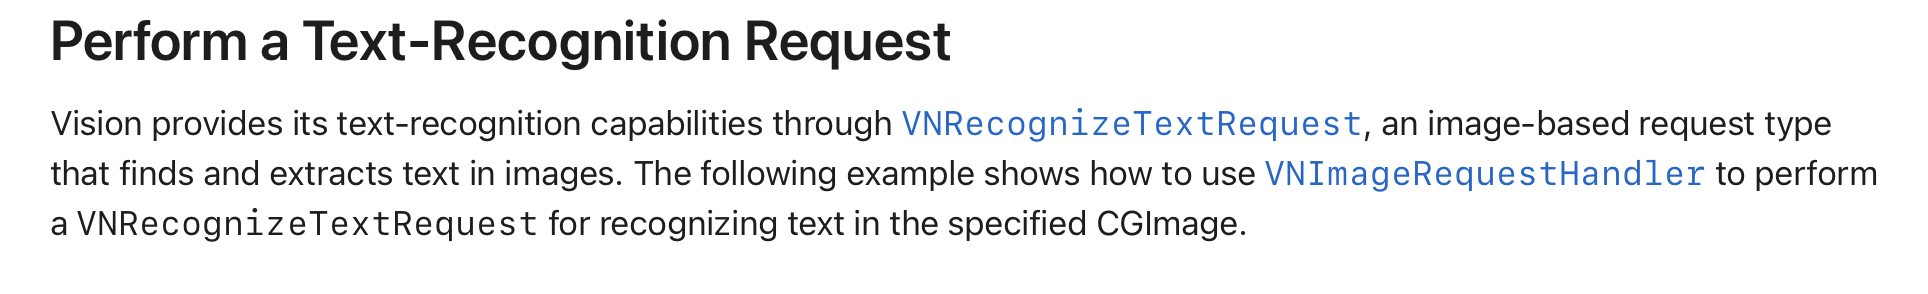 Perform a Text-Recognition Request
Vision provides its text-recognition capabilities through VNRecognizeTextRequest, an image-based request type
that finds and extracts text in images. The following example shows how to use VNImageRequestHandler to perform
a VNRecognizeTextRequest for recognizing text in the specified CGImage.